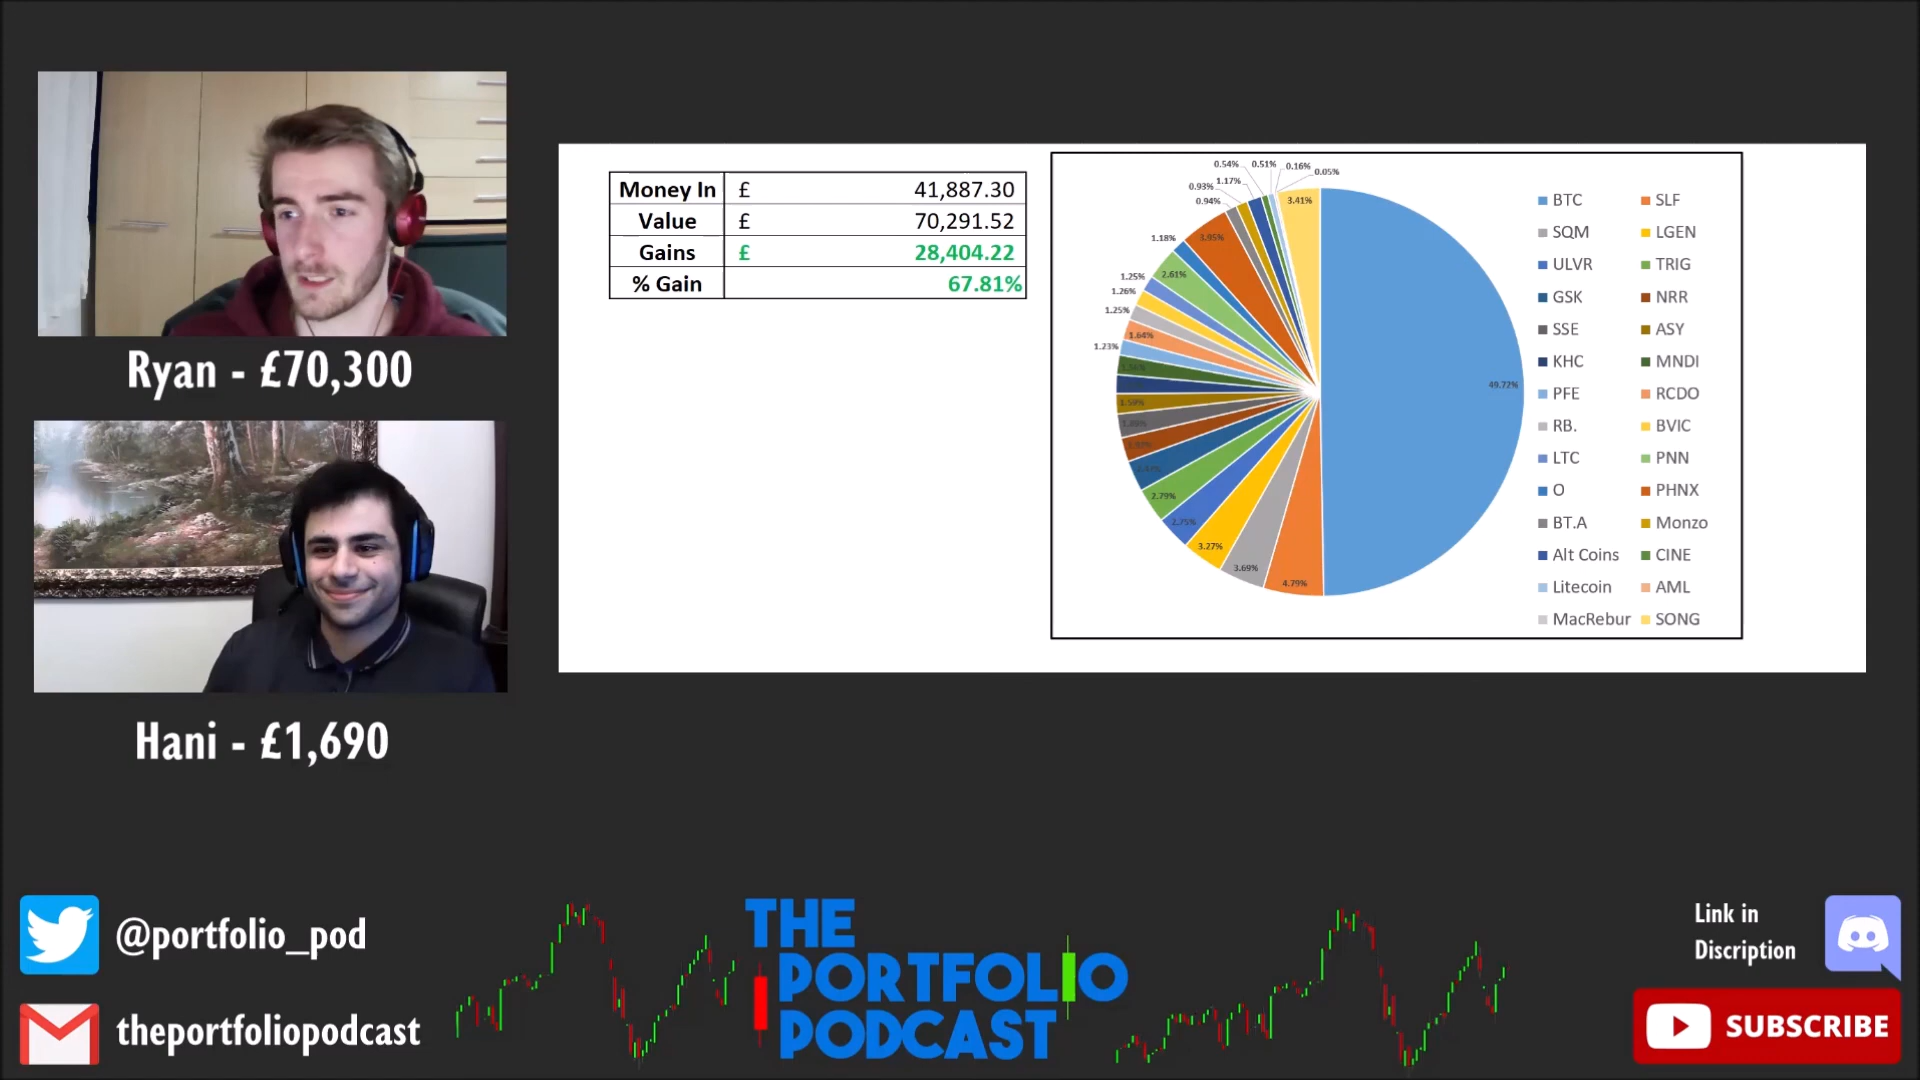 Ryan - £70,300
Hani - £1,690
Money In £ 41,887.30
Value £ 70,291.52
Gains £ 28,404.22
% Gain 67.81%
0.54% 0.51% 0.16%
0.05%
1.17%
0.93%
0.94%
3.41%
3.95%
1.18%
2.61%
1.25%
1.26%
1.25%
1.64%
1.23%
1.59%
2.79%
2.75%
3.27%
3.69%
4.79%
49.72%
BTC SLF
SQM LGEN
ULVR TRIG
GSK NRR
SSE ASY
KHC MNDI
PFE RCDO
RB. BVIC
LTC PNN
O PHNX
BT.A Monzo
Alt Coins CINE
Litecoin AML
MacRebur SONG
@portfolio_pod
theportfoliopodcast
THE
PORTFOLIO
PODCAST
Link in
Discription
SUBSCRIBE